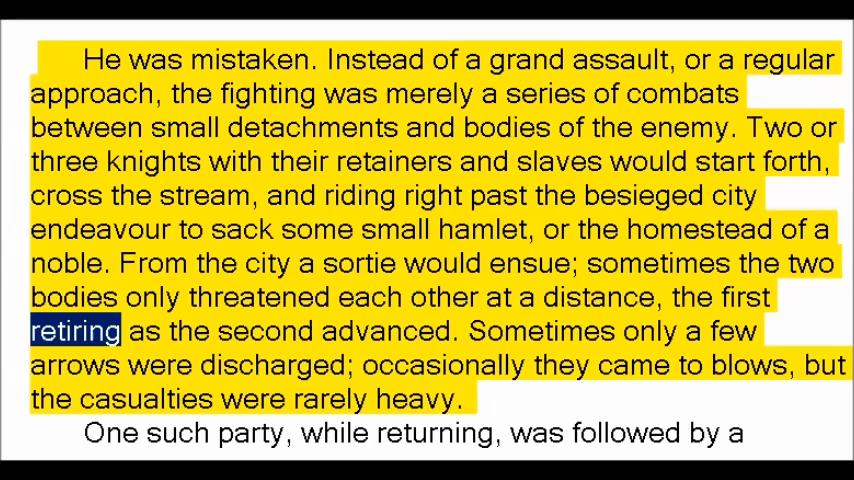 He was mistaken. Instead of a grand assault, or a regular
approach, the fighting was merely a series of combats
between small detachments and bodies of the enemy. Two or
three knights with their retainers and slaves would start forth,
cross the stream, and riding right past the besieged city
endeavour to sack some small hamlet, or the homestead of a
noble. From the city a sortie would ensue; sometimes the two
bodies only threatened each other at a distance, the first
retiring as the second advanced. Sometimes only a few
arrows were discharged; occasionally they came to blows, but
the casualties were rarely heavy.
One such party, while returning, was followed by a